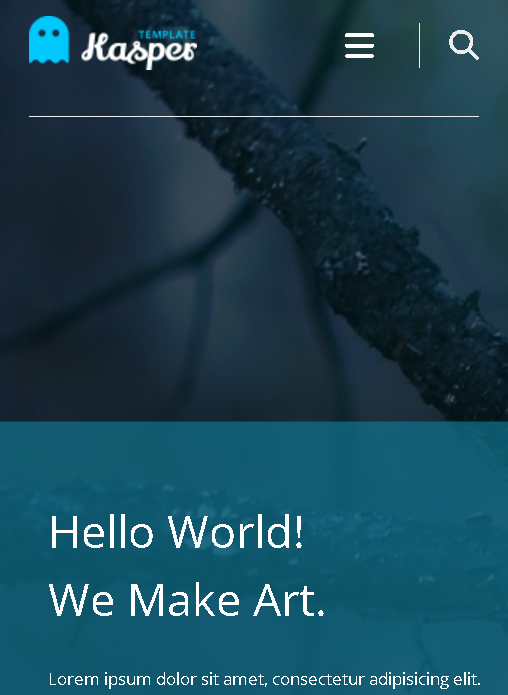 TEMPLATE
Kasper
Hello World!
We Make Art.
Lorem ipsum dolor sit amet, consectetur adipisicing elit.